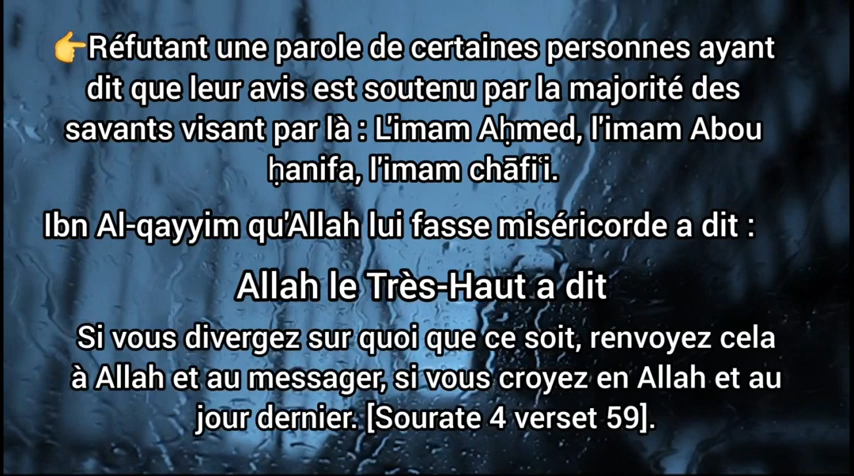 👉Réfutant une parole de certaines personnes ayant
dit que leur avis est soutenu par la majorité des
savants visant par là : L'imam Aḥmed, l'imam Abou
ḥanifa, l'imam chāfiʿi.
Ibn Al-qayyim qu'Allah lui fasse miséricorde a dit :
Allah le Très-Haut a dit
Si vous divergez sur quoi que ce soit, renvoyez cela
à Allah et au messager, si vous croyez en Allah et au
jour dernier. [Sourate 4 verset 59].